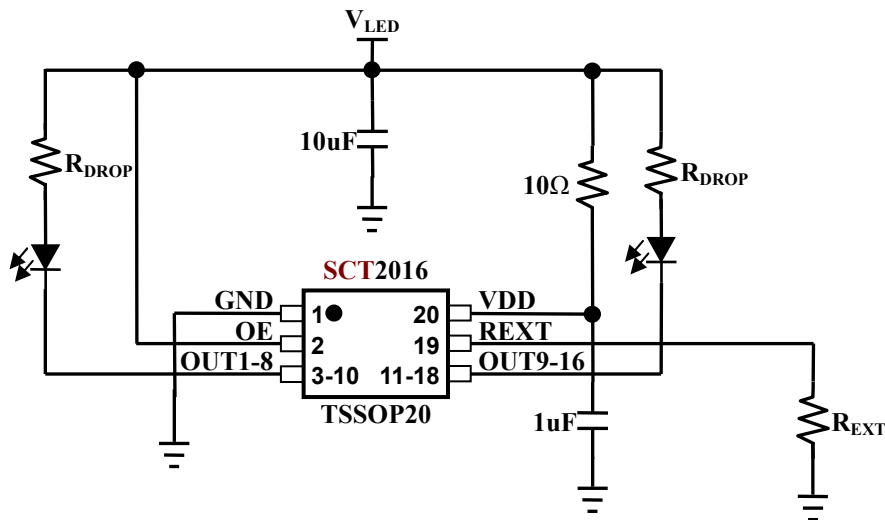 VLED
10uF
RDROP
10Ω
RDROP
SCT2016
GND
1
20
VDD
OE
2
19
REXT
OUT1-8
3-10
11-18
OUT9-16
TSSOP20
1uF
REXT